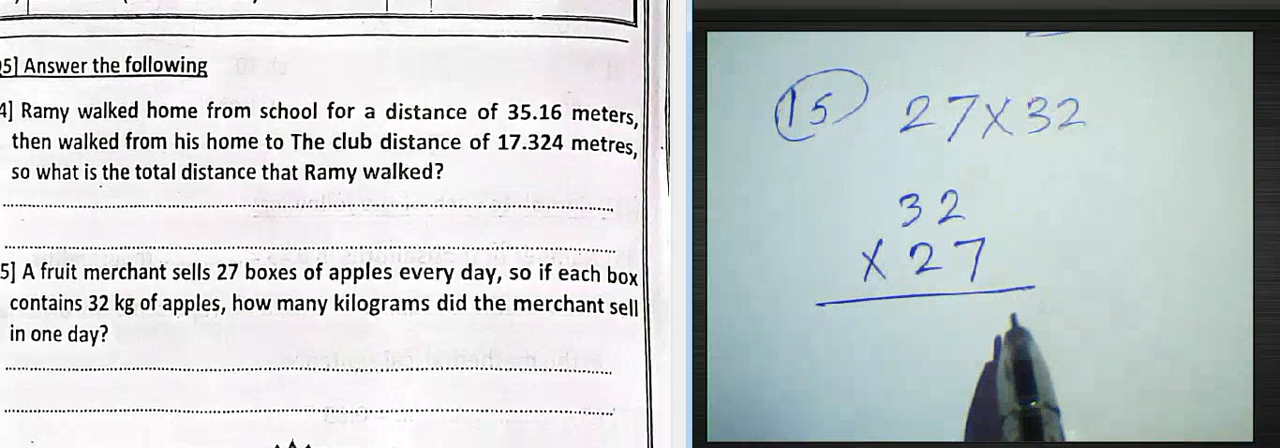 5] Answer the following
4] Ramy walked home from school for a distance of 35.16 meters,
then walked from his home to The club distance of 17.324 metres,
so what is the total distance that Ramy walked?
5] A fruit merchant sells 27 boxes of apples every day, so if each box
contains 32 kg of apples, how many kilograms did the merchant sell
in one day?
15 27×32
32
× 27